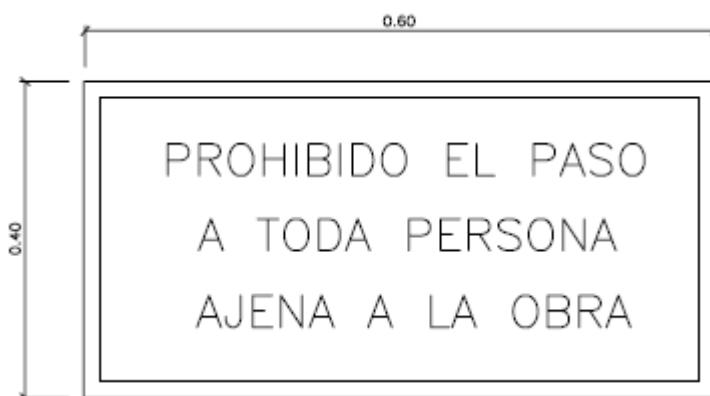 0.60
0.40
PROHIBIDO EL PASO
A TODA PERSONA
AJENA A LA OBRA